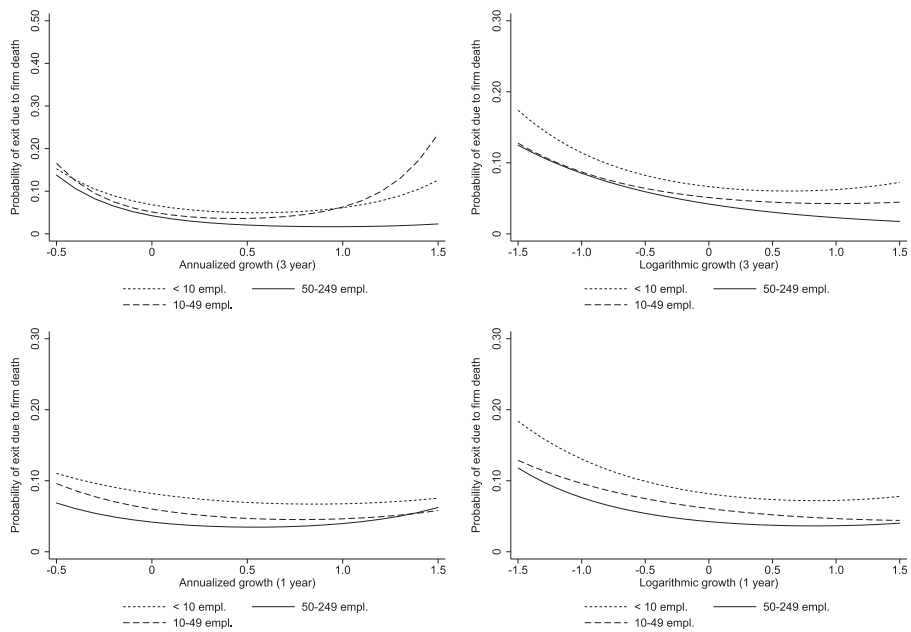 Probability of exit due to firm death
0.50
0.40
0.30
0.20
0.10
0
-0.5 0 0.5 1.0 1.5
Annualized growth (3 year)
< 10 empl. 50-249 empl.
10-49 empl.
Probability of exit due to firm death
0.30
0.20
0.10
0
-1.5 -1.0 -0.5 0 0.5 1.0 1.5
Logarithmic growth (3 year)
< 10 empl. 50-249 empl.
10-49 empl.
Probability of exit due to firm death
0.30
0.20
0.10
0
-0.5 0 0.5 1.0 1.5
Annualized growth (1 year)
< 10 empl. 50-249 empl.
10-49 empl.
Probability of exit due to firm death
0.30
0.20
0.10
0
-1.5 -1.0 -0.5 0 0.5 1.0 1.5
Logarithmic growth (1 year)
< 10 empl. 50-249 empl.
10-49 empl.